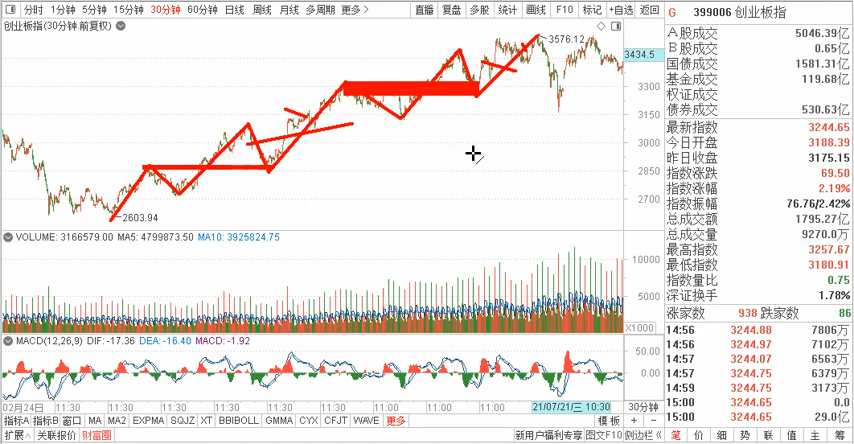 分时 1分钟 5分钟 15分钟 30分钟 60分钟 日线 周线 月线 多周期 更多 直播 复盘 多股 统计 画线 F10 标记 +自选 返回
G 399006 创业板指
创业板指(30分钟.前复权)
A股成交 5046.39亿
B股成交 0.65亿
国债成交 1581.31亿
基金成交 119.68亿
权证成交
债券成交 530.63亿
最新指数 3244.65
今日开盘 3188.39
昨日收盘 3175.15
指数涨跌 69.50
指数涨幅 2.19%
指数振幅 76.76/2.42%
总成交额 1795.27亿
总成交量 9270.0万
最高指数 3257.67
最低指数 3180.91
指数量比 0.75
深证换手 1.78%
涨家数 938 跌家数 86
14:56 3244.88 7806万
14:56 3244.97 7102万
14:57 3244.07 6563万
14:57 3244.75 6379万
14:59 3244.75 3173万
15:00 3244.65 0.0
15:00 3244.65 29.0亿
笔 价 细 势 联 值 主 筹
3576.12
3434.5
3300
3150
3000
2850
2700
2603.94
VOLUME: 3166579.00 MA5: 4799873.50 MA10: 3925824.75
10000
5000
X1000
MACD(12,26,9) DIF: -17.36 DEA: -16.40 MACD: -1.92
50.00
0.00
02月24日 11:30 11:30 11:30 11:30 11:30 11:30 11:00 11:00 11:00 21/07/21/三 10:30 30分钟
指标A 指标B 窗口 MA MA2 EXPMA SQJZ XT BBIBOLL GMMA CYX CFJT WAVE 更多 模板 + -
扩展∧ 关联报价 财富圈 新用户福利专享 图文F10 侧边栏